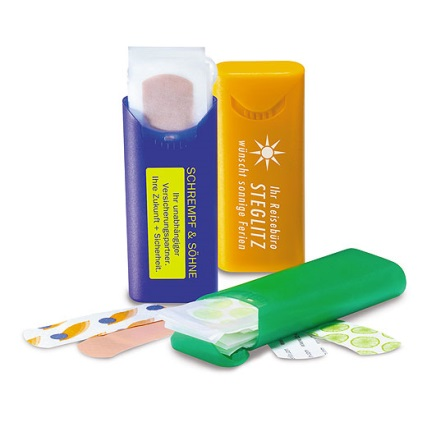 SCHREMPF & SÖHNE
Ihr unabhängiger
Versicherungspartner.
Ihre Zukunft + Sicherheit.
Ihr Reisebüro
STEGLITZ
wünscht sonnige Ferien